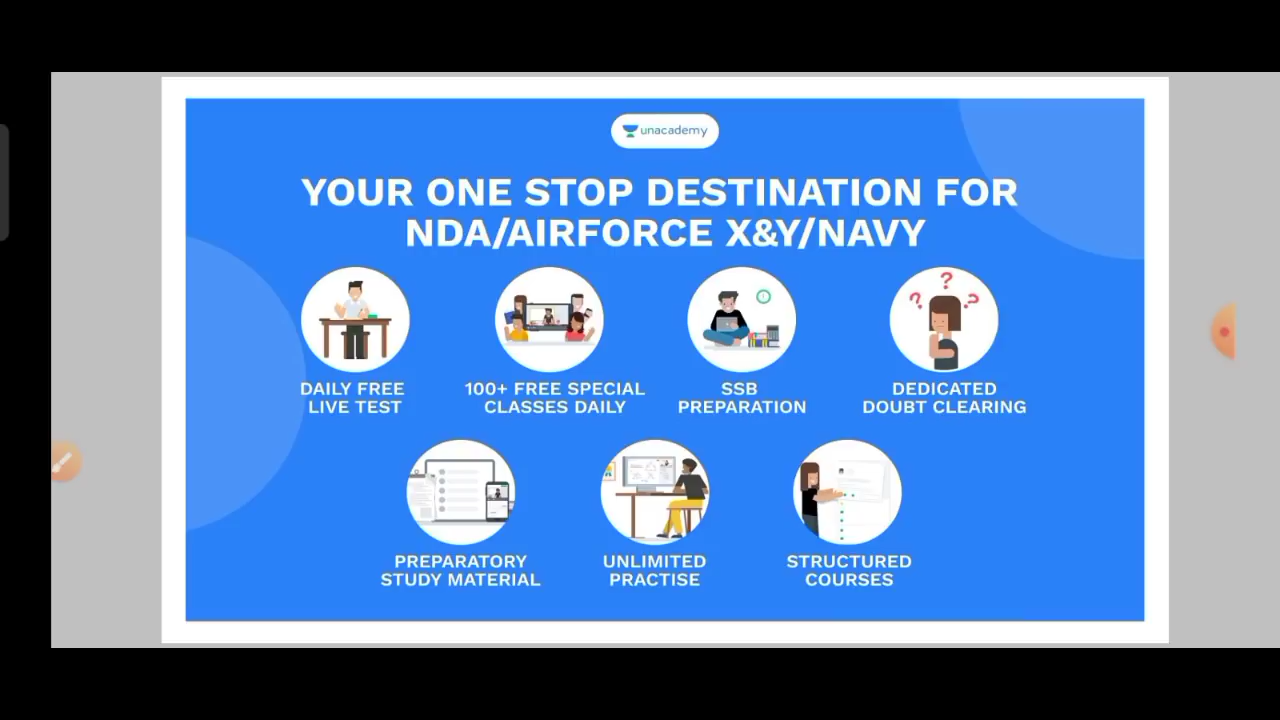 unacademy
YOUR ONE STOP DESTINATION FOR
NDA/AIRFORCE X&Y/NAVY
DAILY FREE
LIVE TEST
100+ FREE SPECIAL
CLASSES DAILY
SSB
PREPARATION
DEDICATED
DOUBT CLEARING
PREPARATORY
STUDY MATERIAL
UNLIMITED
PRACTISE
STRUCTURED
COURSES